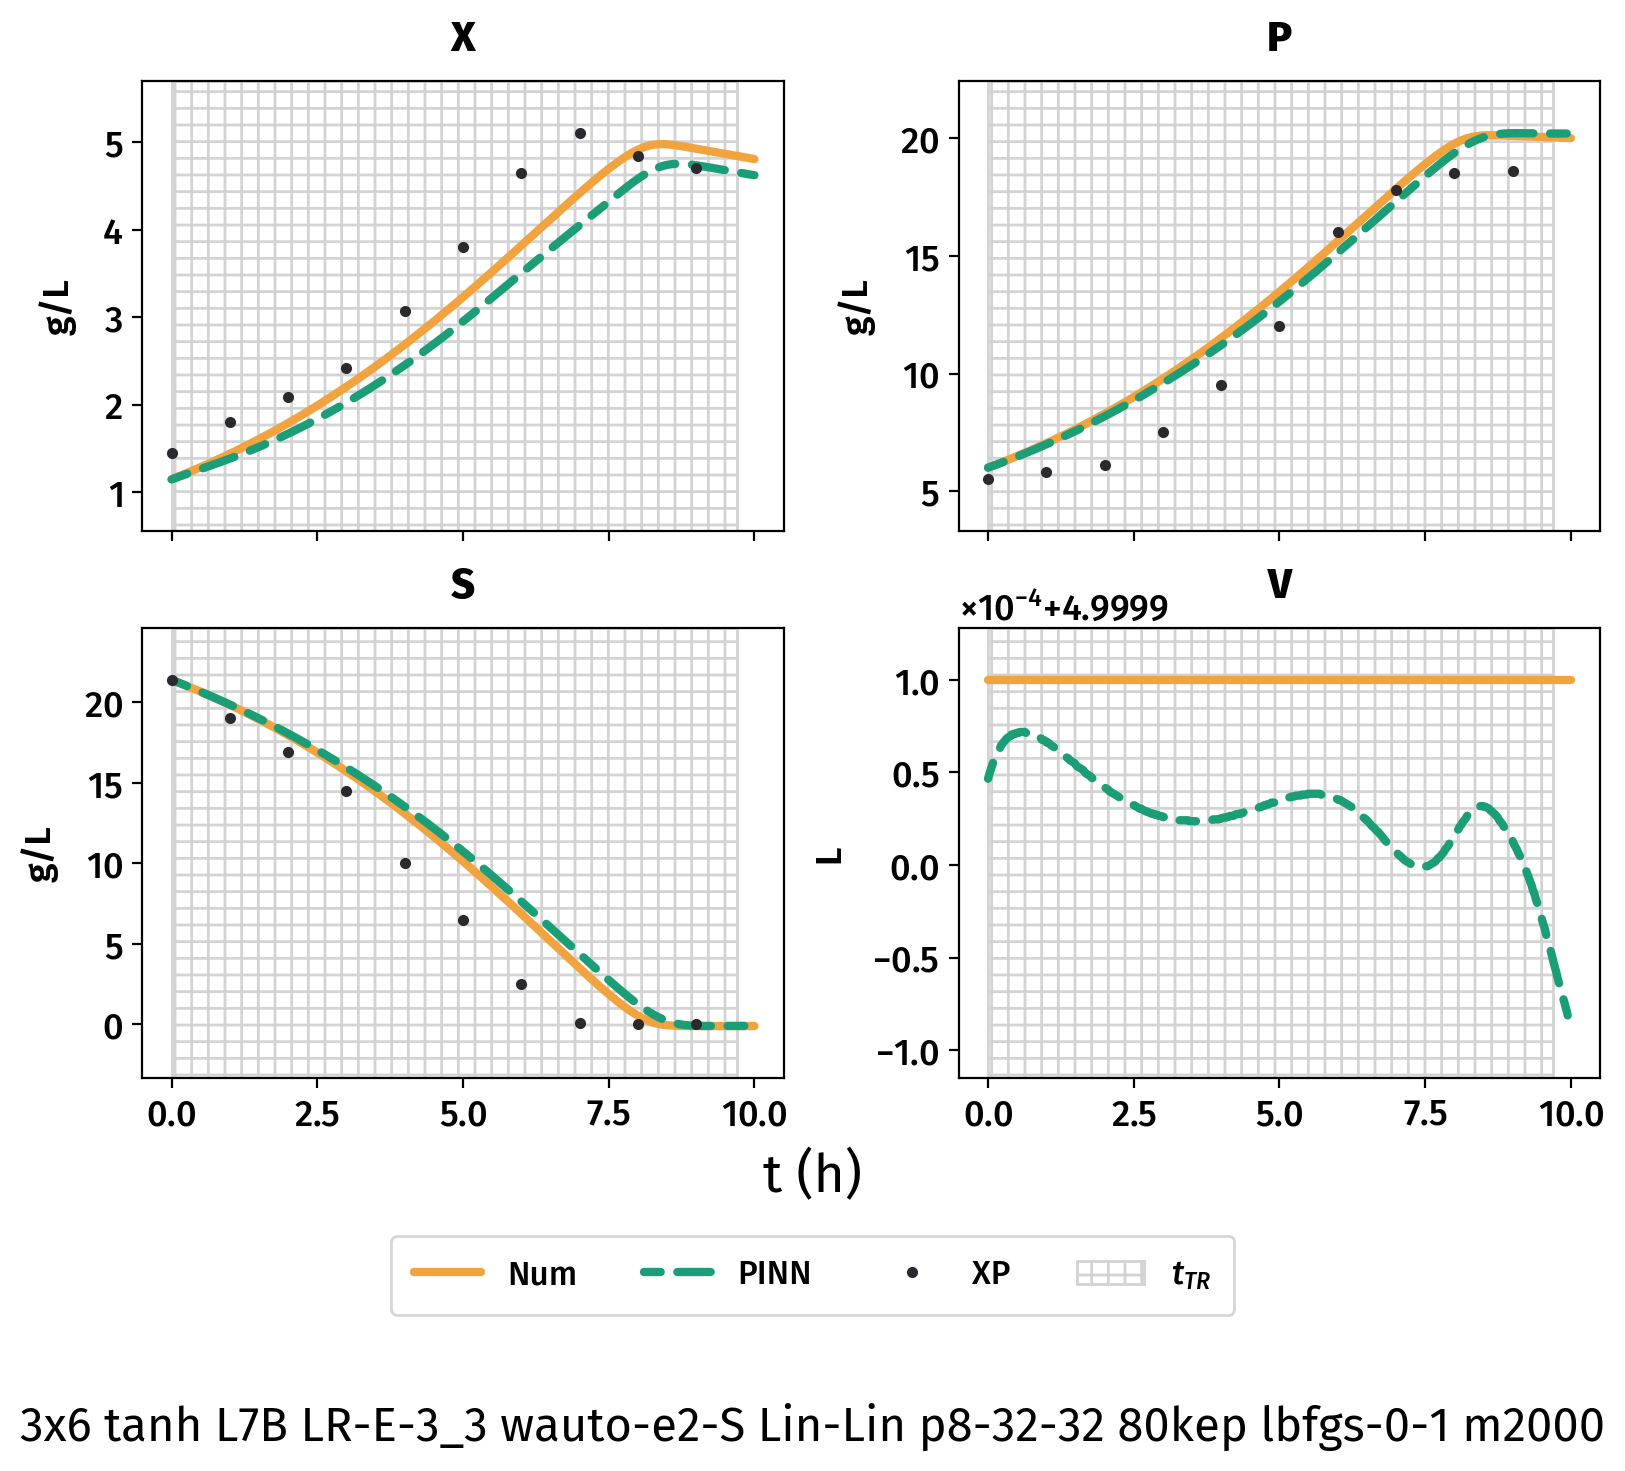 X
P
5
4
3
2
1
g/L
20
15
10
5
g/L
S
V
×10⁻⁴+4.9999
20
15
10
5
0
g/L
0.0 2.5 5.0 7.5 10.0
1.0
0.5
0.0
−0.5
−1.0
L
0.0 2.5 5.0 7.5 10.0
t (h)
Num PINN XP t_TR
3x6 tanh L7B LR-E-3_3 wauto-e2-S Lin-Lin p8-32-32 80kep lbfgs-0-1 m2000